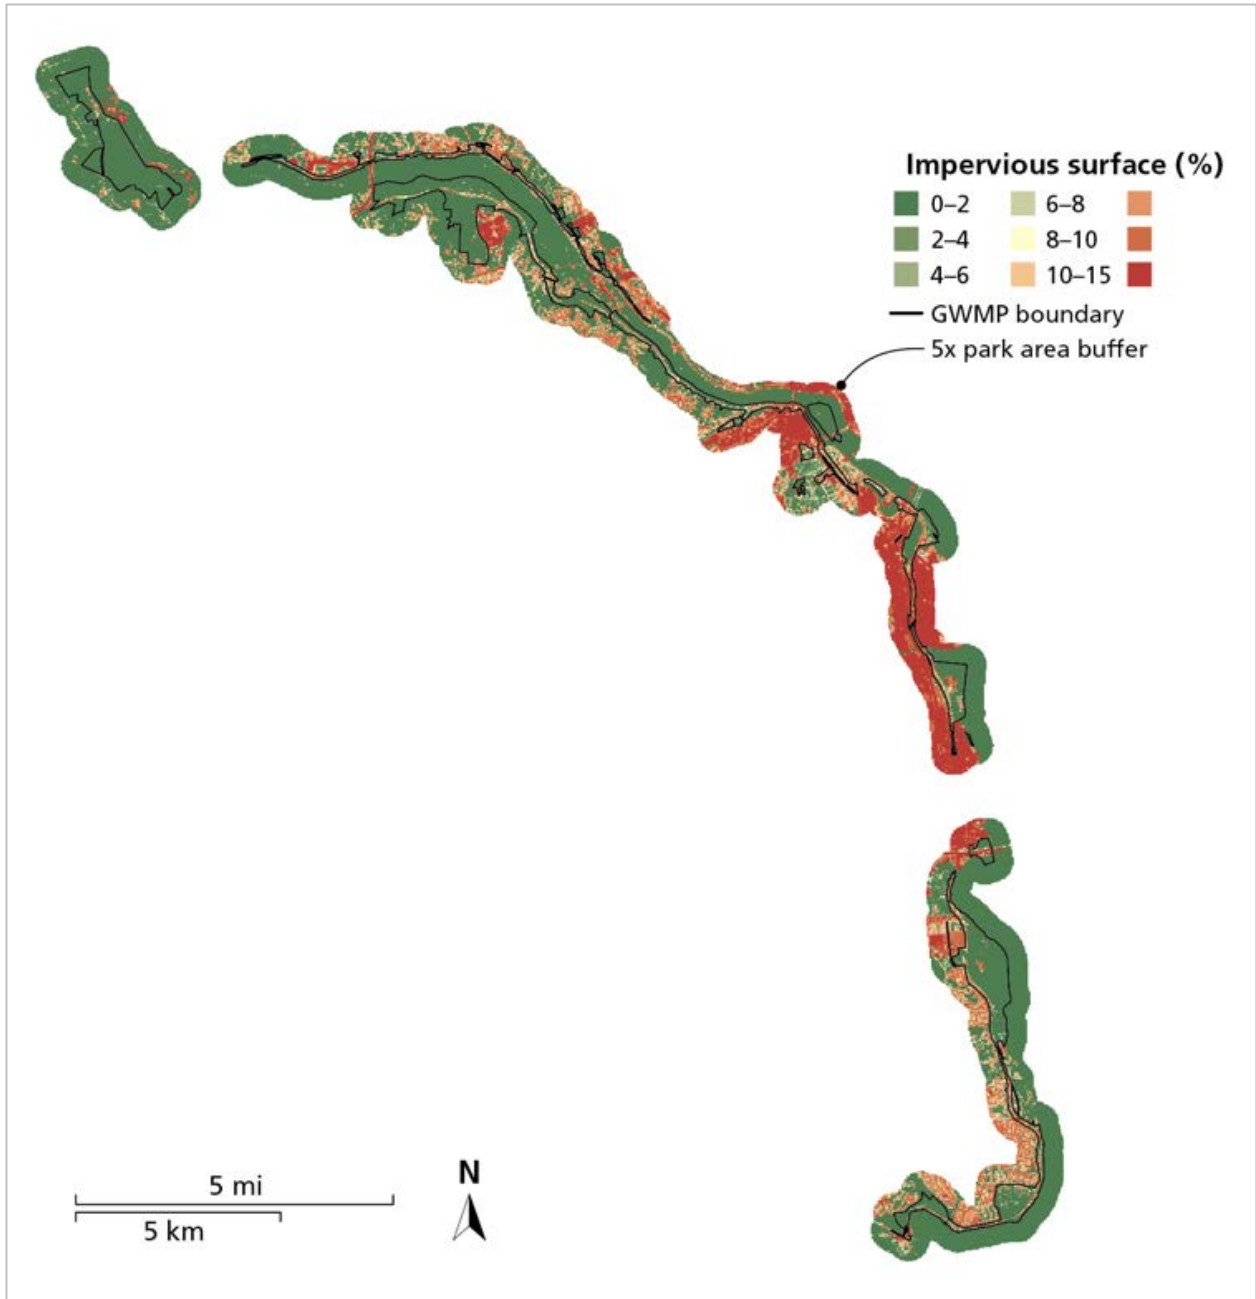 Impervious surface (%)
0–2
2–4
4–6
6–8
8–10
10–15
GWMP boundary
5x park area buffer
5 mi
5 km
N